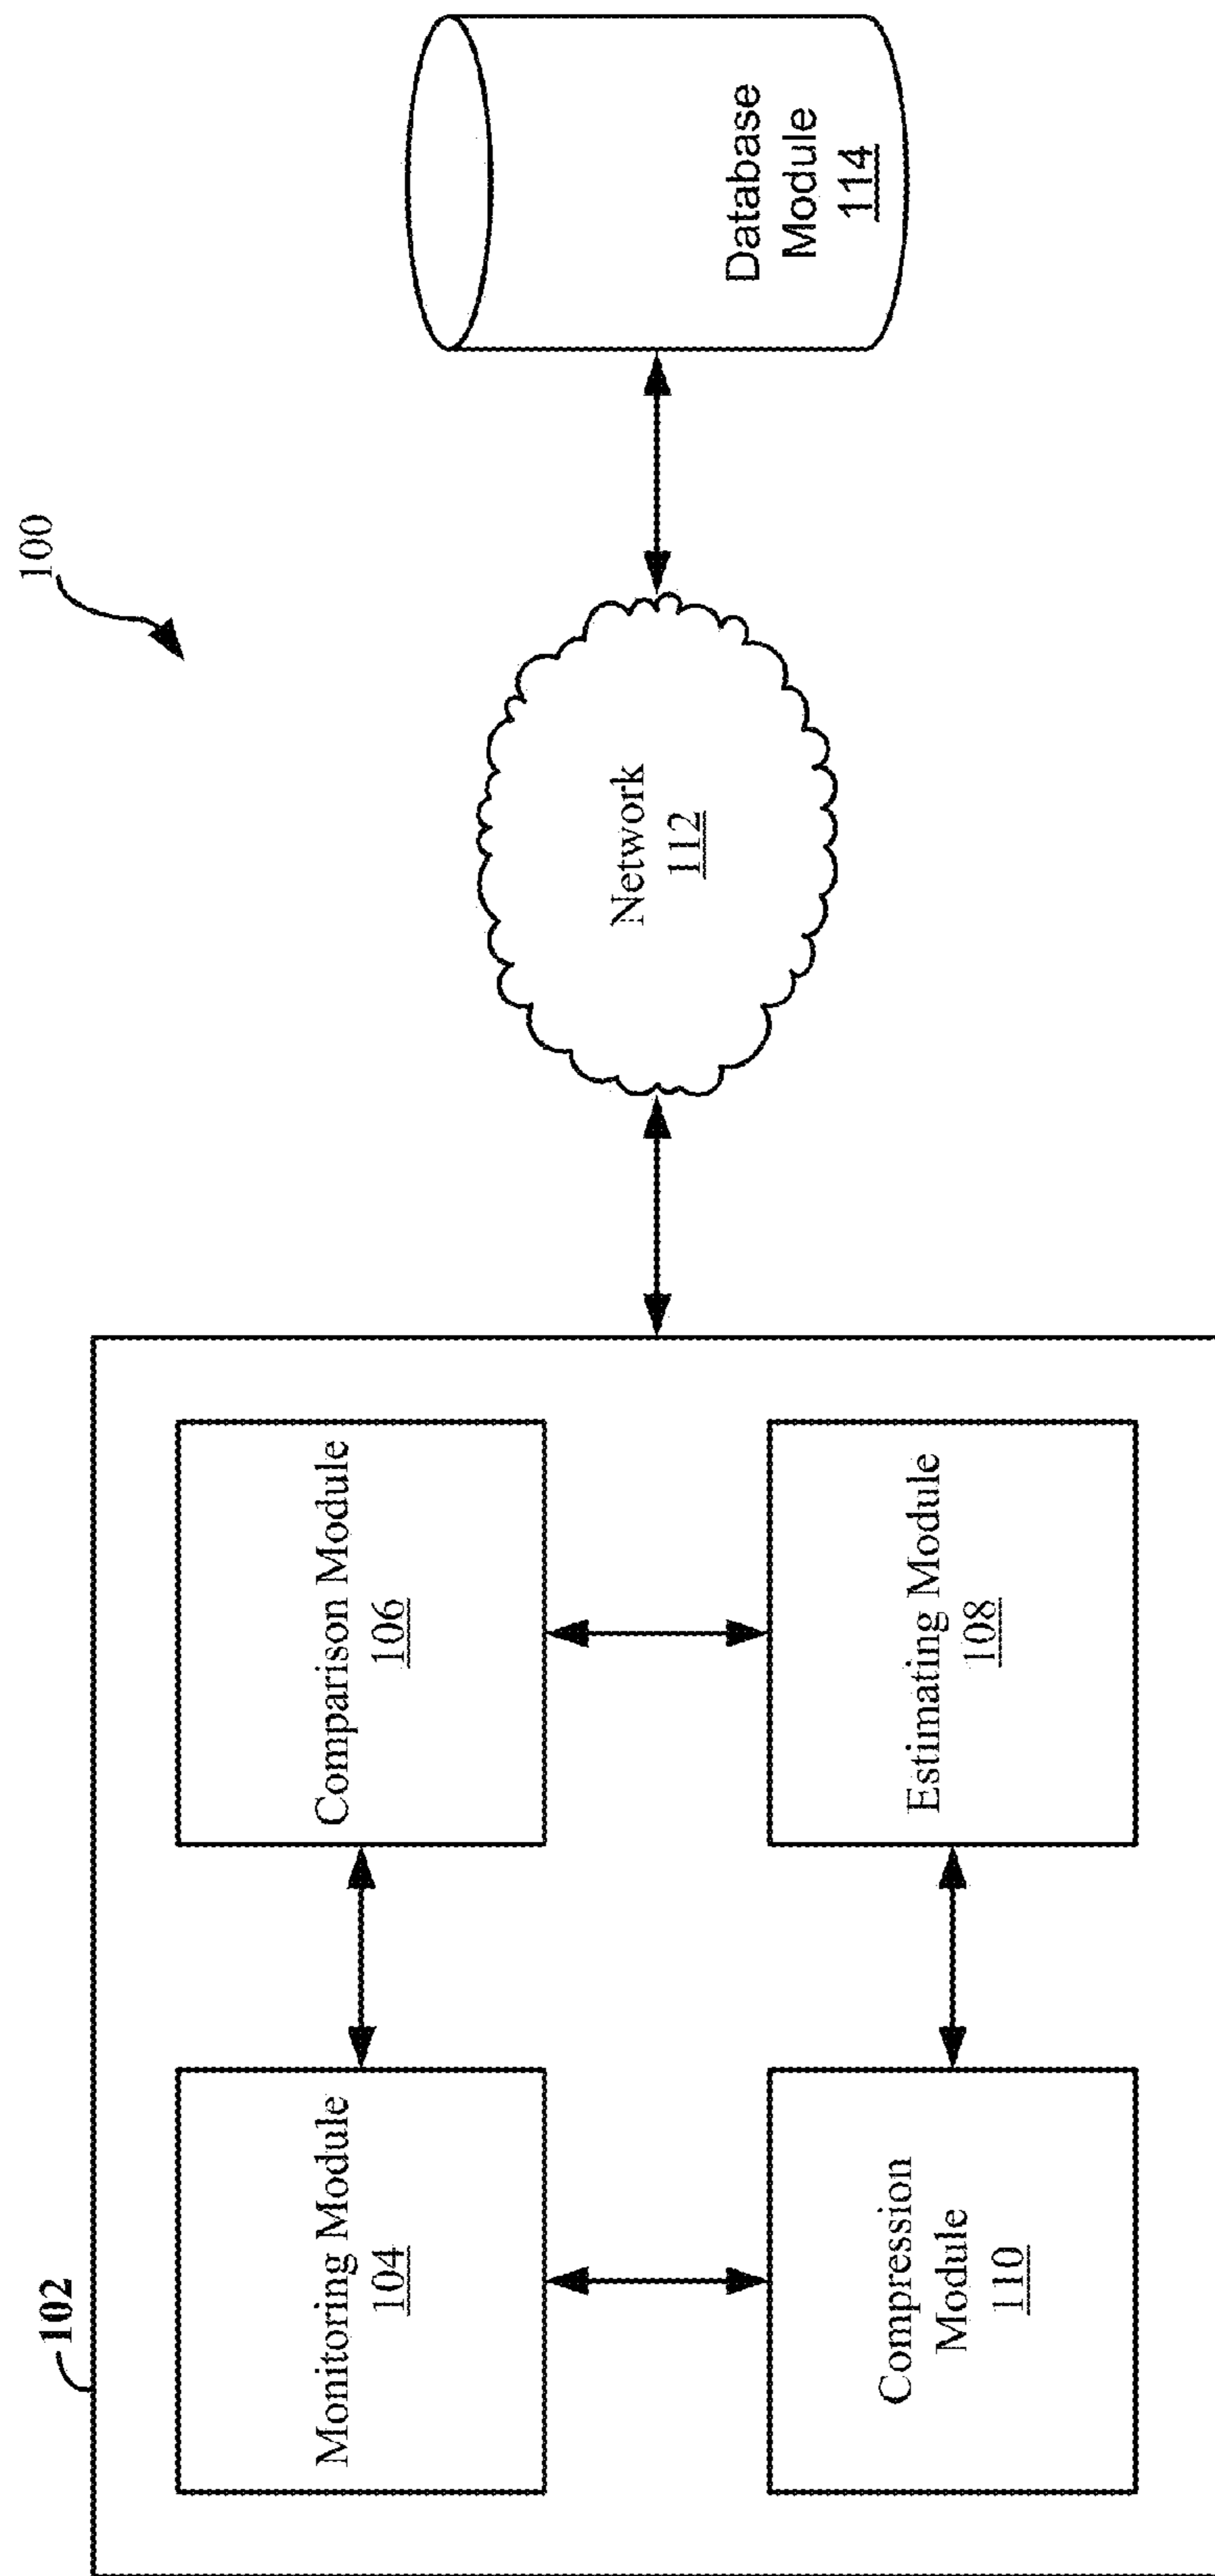 100
102
Monitoring Module
104
Comparison Module
106
Compression
Module
110
Estimating Module
108
Network
112
Database
Module
114